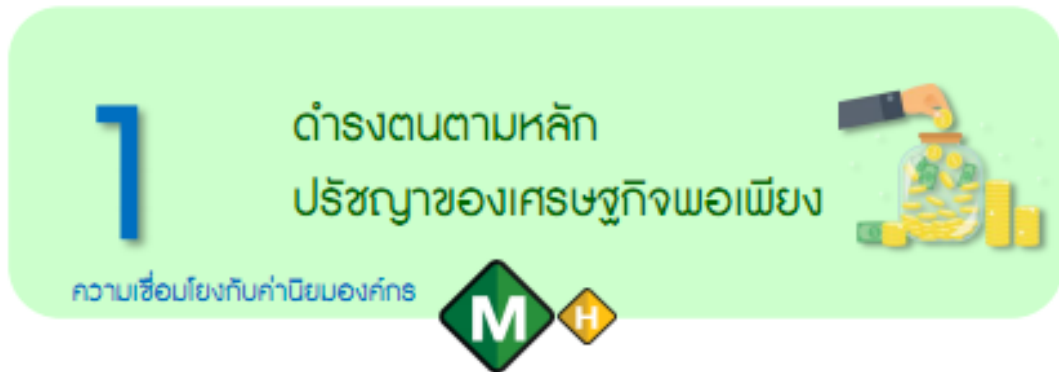 1
ดำรงตนตามหลัก
ปรัชญาของเศรษฐกิจพอเพียง
ความเชื่อมโยงกับค่านิยมองค์กร
M H